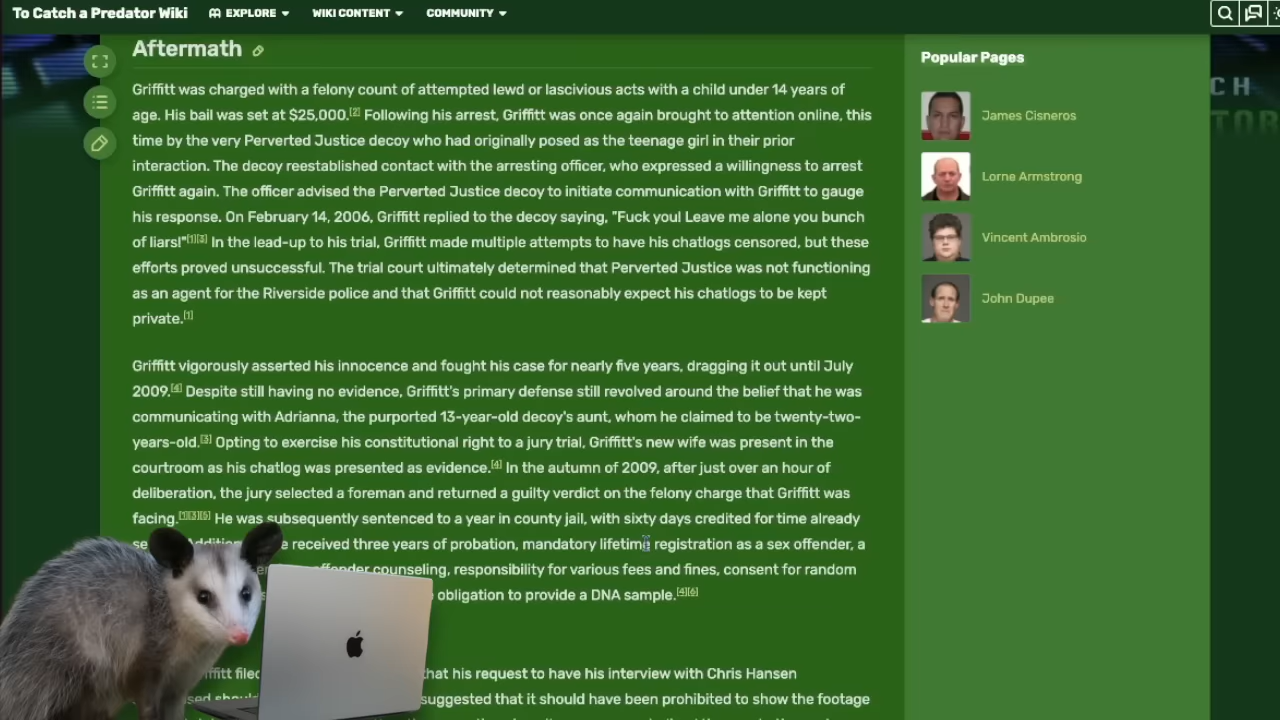 To Catch a Predator Wiki EXPLORE WIKI CONTENT COMMUNITY
Aftermath
Griffitt was charged with a felony count of attempted lewd or lascivious acts with a child under 14 years of
age. His bail was set at $25,000.[2] Following his arrest, Griffitt was once again brought to attention online, this
time by the very Perverted Justice decoy who had originally posed as the teenage girl in their prior
interaction. The decoy reestablished contact with the arresting officer, who expressed a willingness to arrest
Griffitt again. The officer advised the Perverted Justice decoy to initiate communication with Griffitt to gauge
his response. On February 14, 2006, Griffitt replied to the decoy saying, "Fuck you! Leave me alone you bunch
of liars!"[1][3] In the lead-up to his trial, Griffitt made multiple attempts to have his chatlogs censored, but these
efforts proved unsuccessful. The trial court ultimately determined that Perverted Justice was not functioning
as an agent for the Riverside police and that Griffitt could not reasonably expect his chatlogs to be kept
private.[1]
Griffitt vigorously asserted his innocence and fought his case for nearly five years, dragging it out until July
2009.[4] Despite still having no evidence, Griffitt's primary defense still revolved around the belief that he was
communicating with Adrianna, the purported 13-year-old decoy's aunt, whom he claimed to be twenty-two-
years-old.[3] Opting to exercise his constitutional right to a jury trial, Griffitt's new wife was present in the
courtroom as his chatlog was presented as evidence.[4] In the autumn of 2009, after just over an hour of
deliberation, the jury selected a foreman and returned a guilty verdict on the felony charge that Griffitt was
facing.[1][3][5] He was subsequently sentenced to a year in county jail, with sixty days credited for time already
received three years of probation, mandatory lifetime registration as a sex offender, a
offender counseling, responsibility for various fees and fines, consent for random
obligation to provide a DNA sample.[4][6]
that his request to have his interview with Chris Hansen
suggested that it should have been prohibited to show the footage
Popular Pages
James Cisneros
Lorne Armstrong
Vincent Ambrosio
John Dupee
CH
TOR